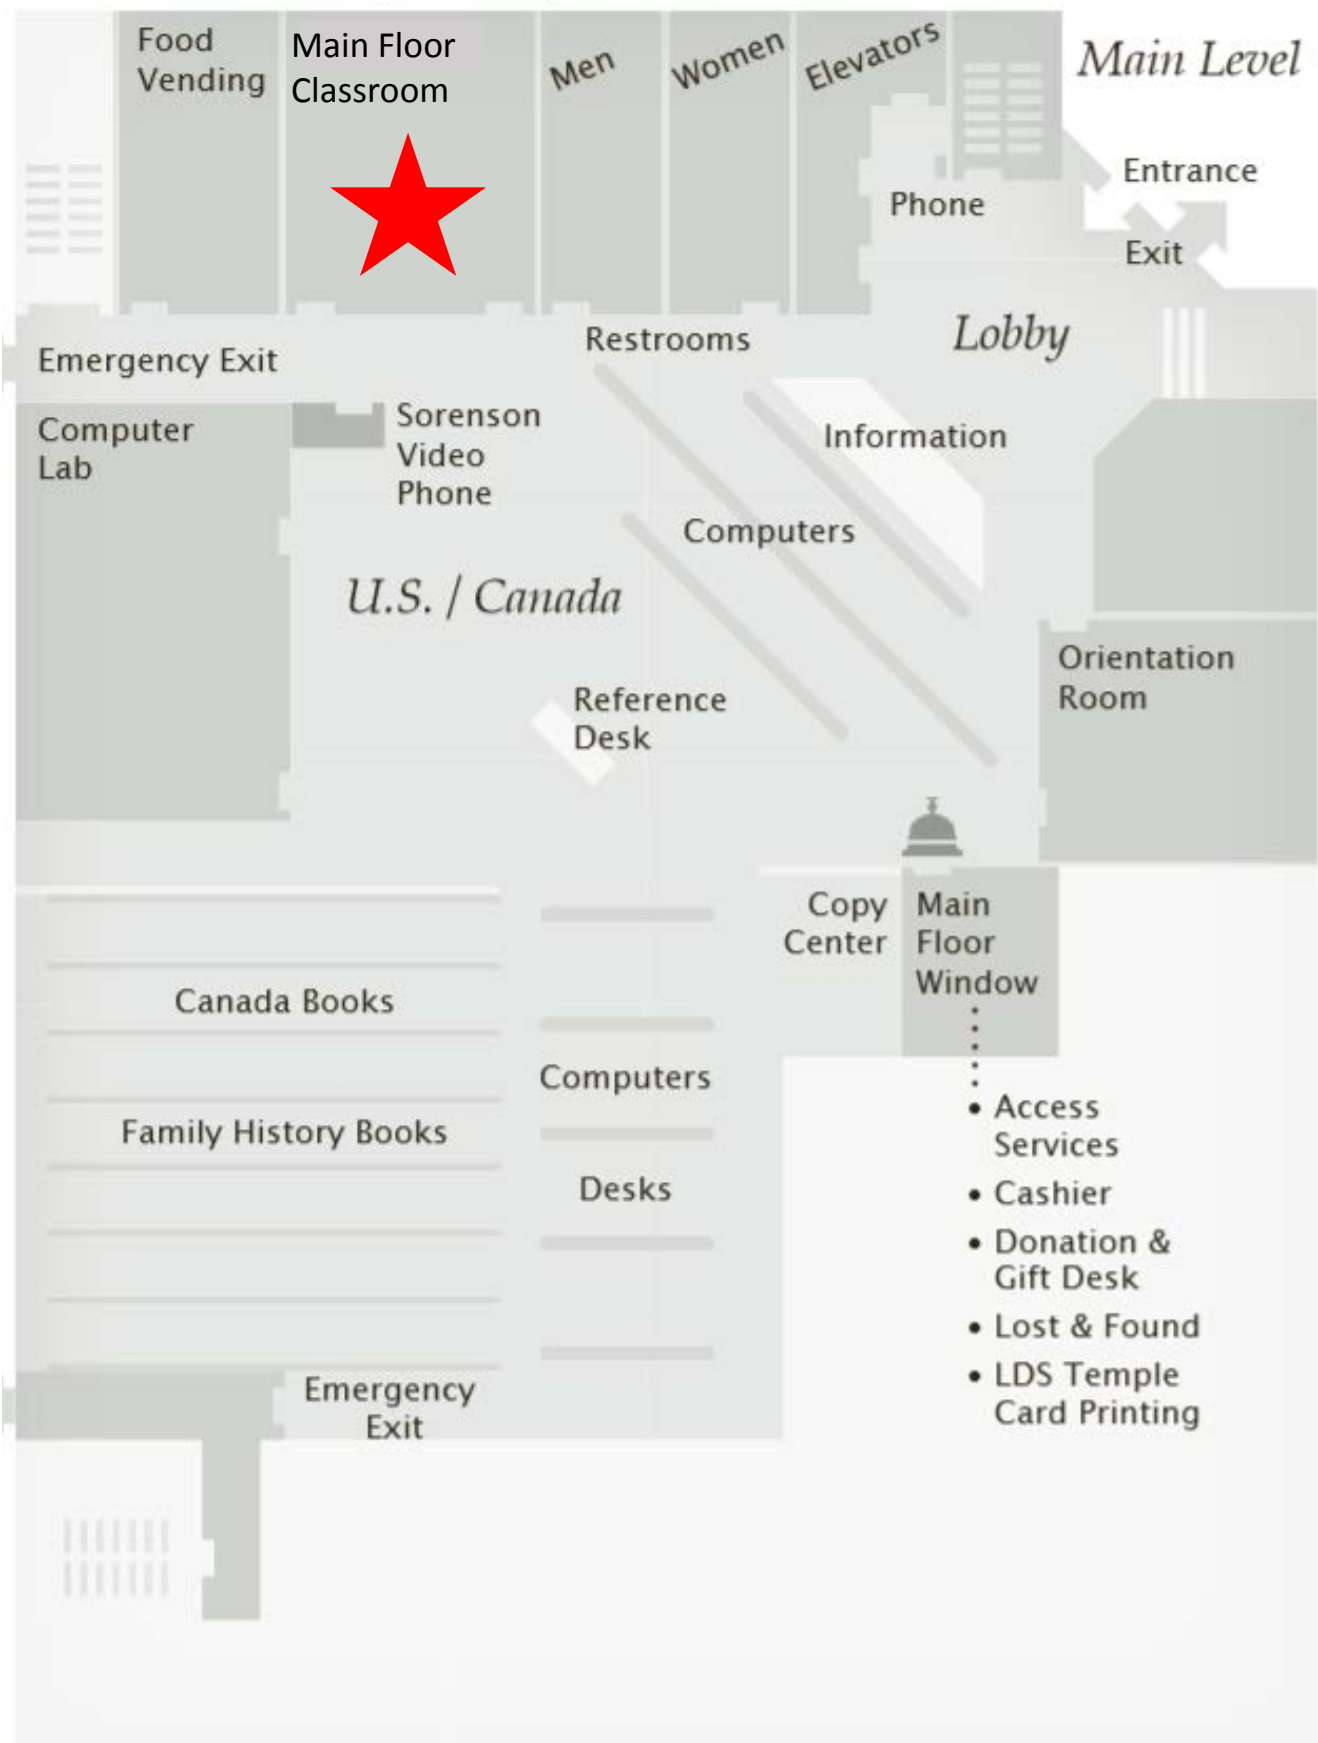 Food
Vending
Main Floor
Classroom
Men
Women
Elevators
Main Level
Entrance
Phone
Exit
Lobby
Restrooms
Emergency Exit
Computer
Lab
Sorenson
Video
Phone
Information
Computers
U.S. / Canada
Orientation
Room
Reference
Desk
Copy
Center
Main
Floor
Window
Canada Books
Computers
Family History Books
Desks
• Access
Services
• Cashier
• Donation &
Gift Desk
• Lost & Found
• LDS Temple
Card Printing
Emergency
Exit